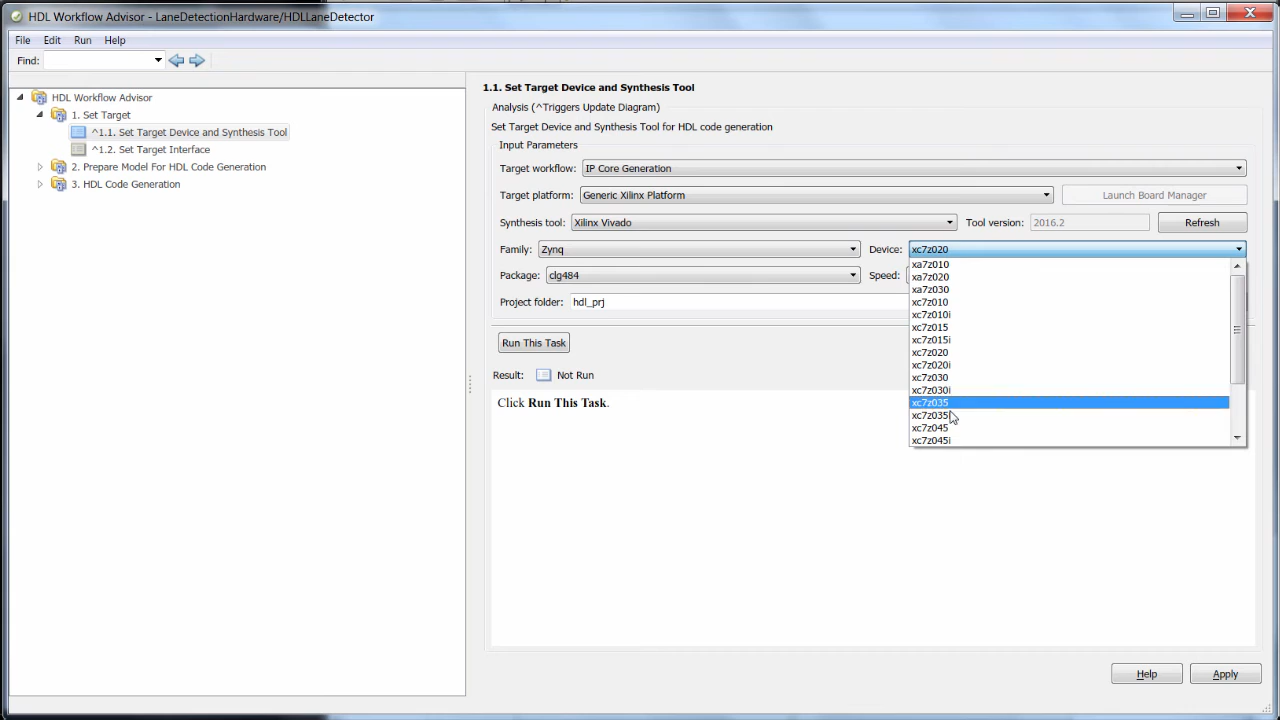 HDL Workflow Advisor - LaneDetectionHardware/HDLLaneDetector
File Edit Run Help
Find:
HDL Workflow Advisor
1. Set Target
^1.1. Set Target Device and Synthesis Tool
^1.2. Set Target Interface
2. Prepare Model For HDL Code Generation
3. HDL Code Generation
1.1. Set Target Device and Synthesis Tool
Analysis (^Triggers Update Diagram)
Set Target Device and Synthesis Tool for HDL code generation
Input Parameters
Target workflow: IP Core Generation
Target platform: Generic Xilinx Platform Launch Board Manager
Synthesis tool: Xilinx Vivado Tool version: 2016.2 Refresh
Family: Zynq Device: xc7z020
Package: clg484 Speed:
Project folder: hdl_prj
xa7z010
xa7z020
xa7z030
xc7z010
xc7z010i
xc7z015
xc7z015i
xc7z020
xc7z020i
xc7z030
xc7z030i
xc7z035
xc7z035i
xc7z045
xc7z045i
Run This Task
Result: Not Run
Click Run This Task.
Help Apply